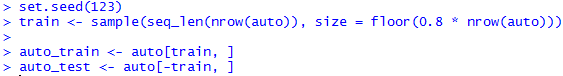 > set.seed(123)
> train <- sample(seq_len(nrow(auto)), size = floor(0.8 * nrow(auto)))
>
> auto_train <- auto[train, ]
> auto_test <- auto[-train, ]